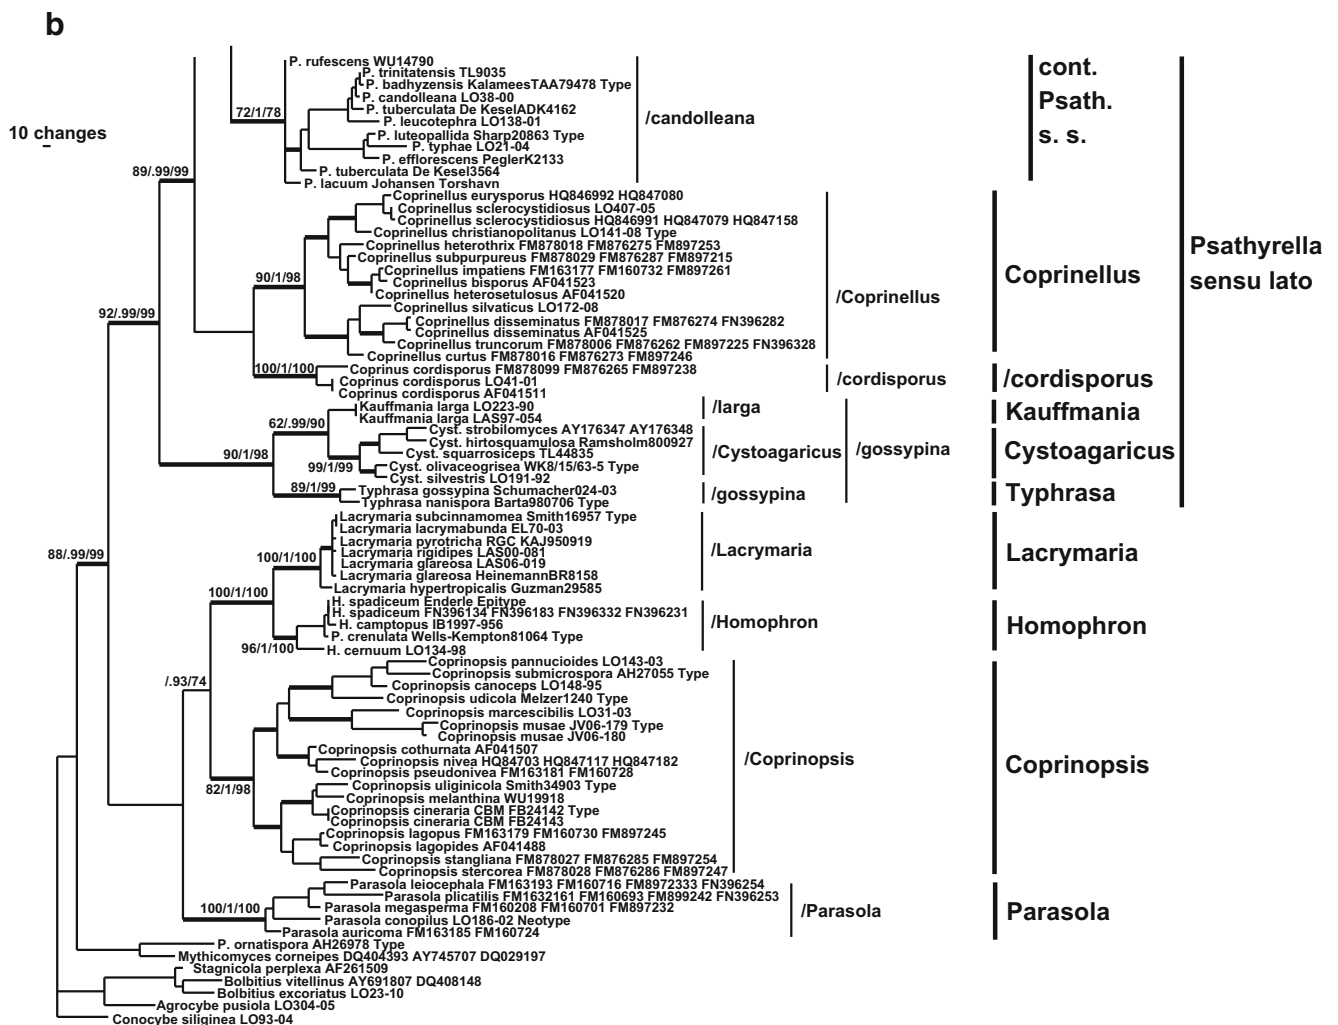 b
10 changes
P. rufescens WU14790
P. trinitatensis TL9035
P. badhyzensis KalameesTAA79478 Type
P. candolleana LO38-00
P. tuberculata De KeselADK4162
P. leucotephra LO138-01
P. luteopallida Sharp20863 Type
P. typhae LO21-04
P. efflorescens PeglerK2133
P. tuberculata De Kesel3564
P. lacuum Johansen Torshavn
72/1/78
/candolleana
cont.
Psath.
s. s.
89/.99/99
Coprinellus eurysporus HQ846992 HQ847080
Coprinellus sclerocystidiosus LO407-05
Coprinellus sclerocystidiosus HQ846991 HQ847079 HQ847158
Coprinellus christianopolitanus LO141-08 Type
Coprinellus heterothrix FM878018 FM876275 FM897253
Coprinellus subpurpureus FM878029 FM876287 FM897215
Coprinellus impatiens FM163177 FM160732 FM897261
Coprinellus bisporus AF041523
Coprinellus heterosetulosus AF041520
Coprinellus silvaticus LO172-08
Coprinellus disseminatus FM878017 FM876274 FN396282
Coprinellus disseminatus AF041525
Coprinellus truncorum FM878006 FM876262 FM897225 FN396328
Coprinellus curtus FM878016 FM876273 FM897246
90/1/98
/Coprinellus
Coprinellus
Psathyrella
sensu lato
92/.99/99
Coprinus cordisporus FM878099 FM876265 FM897238
Coprinus cordisporus LO41-01
Coprinus cordisporus AF041511
100/1/100
/cordisporus
/cordisporus
Kauffmania larga LO223-90
Kauffmania larga LAS97-054
62/.99/90
/larga
Kauffmania
Cyst. strobilomyces AY176347 AY176348
Cyst. hirtosquamulosa Ramsholm800927
Cyst. squarrosiceps TL44835
Cyst. olivaceogrisea WK8/15/63-5 Type
Cyst. silvestris LO191-92
90/1/98
99/1/99
/Cystoagaricus
/gossypina
Cystoagaricus
Typhrasa gossypina Schumacher024-03
Typhrasa nanispora Barta980706 Type
89/1/99
/gossypina
Typhrasa
Lacrymaria subcinnamomea Smith16957 Type
Lacrymaria lacrymabunda EL70-03
Lacrymaria pyrotricha RGC KAJ950919
Lacrymaria rigidipes LAS00-081
Lacrymaria glareosa LAS06-019
Lacrymaria glareosa HeinemannBR8158
Lacrymaria hypertropicalis Guzman29585
88/.99/99
100/1/100
/Lacrymaria
Lacrymaria
100/1/100
H. spadiceum Enderle Epitype
H. spadiceum FN396134 FN396183 FN396332 FN396231
H. camptopus IB1997-956
P. crenulata Wells-Kempton81064 Type
H. cernuum LO134-98
96/1/100
/Homophron
Homophron
/.93/74
Coprinopsis pannucioides LO143-03
Coprinopsis submicrospora AH27055 Type
Coprinopsis canoceps LO148-95
Coprinopsis udicola Melzer1240 Type
Coprinopsis marcescibilis LO31-03
Coprinopsis musae JV06-179 Type
Coprinopsis musae JV06-180
Coprinopsis cothurnata AF041507
Coprinopsis nivea HQ84703 HQ847117 HQ847182
Coprinopsis pseudonivea FM163181 FM160728
Coprinopsis uliginicola Smith34903 Type
Coprinopsis melanthina WU19918
Coprinopsis cineraria CBM FB24142 Type
Coprinopsis cineraria CBM FB24143
Coprinopsis lagopus FM163179 FM160730 FM897245
Coprinopsis lagopides AF041488
Coprinopsis stangliana FM878027 FM876285 FM897254
Coprinopsis stercorea FM878028 FM876286 FM897247
82/1/98
/Coprinopsis
Coprinopsis
Parasola leiocephala FM163193 FM160716 FM8972333 FN396254
Parasola plicatilis FM1632161 FM160693 FM899242 FN396253
Parasola megasperma FM160208 FM160701 FM897232
Parasola conopilus LO186-02 Neotype
Parasola auricoma FM163185 FM160724
100/1/100
/Parasola
Parasola
P. ornatispora AH26978 Type
Mythicomyces corneipes DQ404393 AY745707 DQ029197
Stagnicola perplexa AF261509
Bolbitius vitellinus AY691807 DQ408148
Bolbitius excoriatus LO23-10
Agrocybe pusiola LO304-05
Conocybe siliginea LO93-04